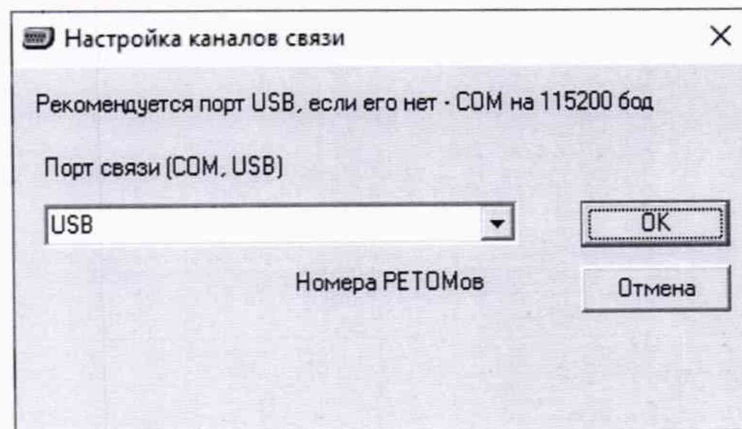 Настройка каналов связи
Рекомендуется порт USB, если его нет - COM на 115200 бод
Порт связи (COM, USB)
USB
OK
Номера РЕТОМов
Отмена